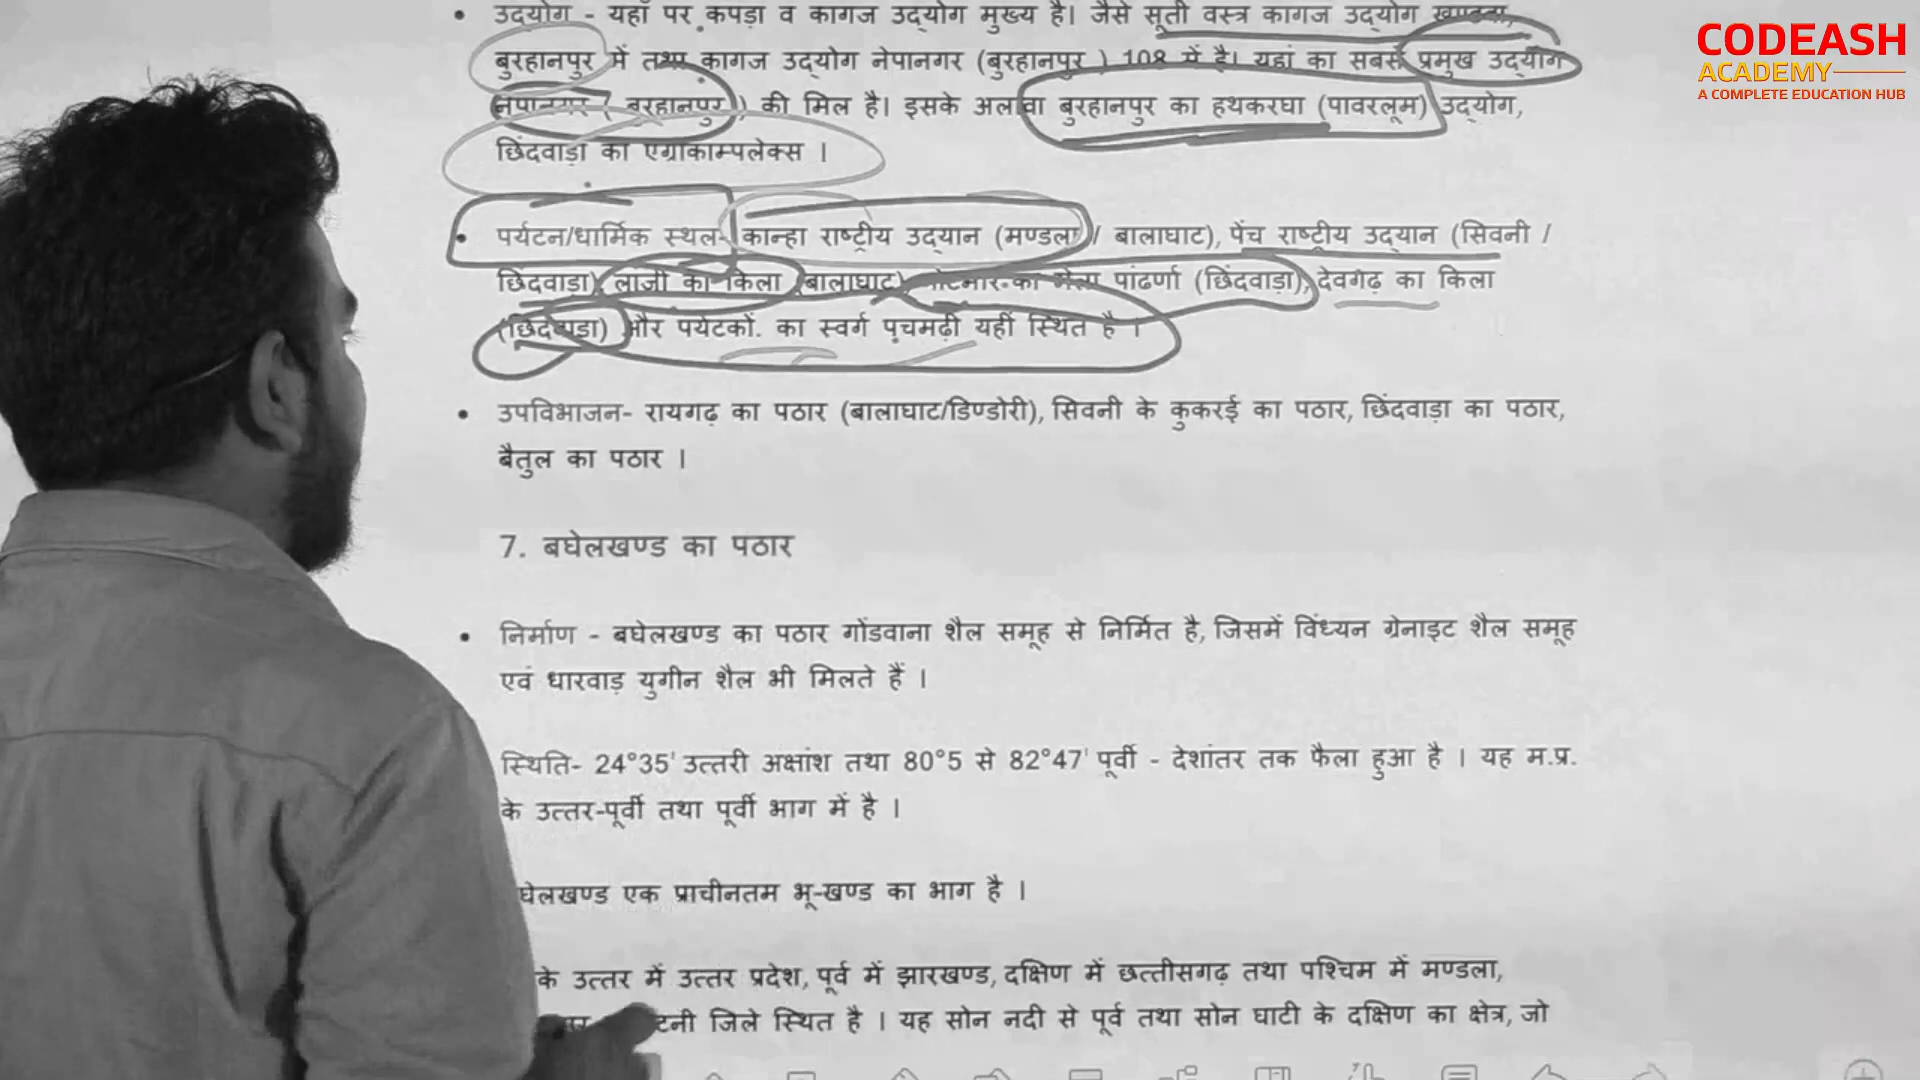 उद्योग - यहाँ पर कपड़ा व कागज उद्योग मुख्य है। जैसे सूती वस्त्र कागज उद्योग खण्डवा,
बुरहानपुर में तथा कागज उद्योग नेपानगर (बुरहानपुर ) 108 में है। यहां का सबसे प्रमुख उद्योग
नेपानगर ( बुरहानपुर ) की मिल है। इसके अलावा बुरहानपुर का हथकरघा (पावरलूम) उद्योग,
छिंदवाड़ा का एग्रोकाम्पलेक्स ।
पर्यटन/धार्मिक स्थल- कान्हा राष्ट्रीय उद्यान (मण्डला / बालाघाट), पेंच राष्ट्रीय उद्यान (सिवनी /
छिंदवाड़ा) लांजी का किला (बालाघाट) का मेला पांढर्णा (छिंदवाड़ा), देवगढ़ का किला
(छिंदवाड़ा) और पर्यटकों. का स्वर्ग पचमढ़ी यहीं स्थित है ।
उपविभाजन- रायगढ़ का पठार (बालाघाट/डिण्डोरी), सिवनी के कुकरई का पठार, छिंदवाड़ा का पठार,
बैतुल का पठार ।
7. बघेलखण्ड का पठार
निर्माण - बघेलखण्ड का पठार गोंडवाना शैल समूह से निर्मित है, जिसमें विंध्यन ग्रेनाइट शैल समूह
एवं धारवाड़ युगीन शैल भी मिलते हैं ।
स्थिति- 24°35' उत्तरी अक्षांश तथा 80°5 से 82°47' पूर्वी - देशांतर तक फैला हुआ है । यह म.प्र.
के उत्तर-पूर्वी तथा पूर्वी भाग में है ।
घेलखण्ड एक प्राचीनतम भू-खण्ड का भाग है ।
के उत्तर में उत्तर प्रदेश, पूर्व में झारखण्ड, दक्षिण में छत्तीसगढ़ तथा पश्चिम में मण्डला,
टनी जिले स्थित है । यह सोन नदी से पूर्व तथा सोन घाटी के दक्षिण का क्षेत्र, जो
CODEASH
ACADEMY
A COMPLETE EDUCATION HUB